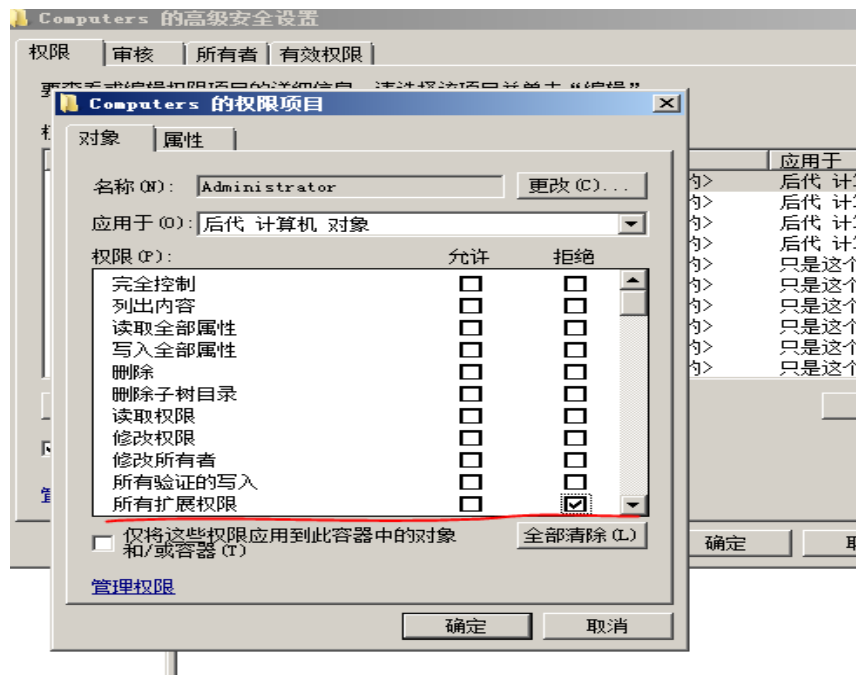 Computers 的高级安全设置
权限 审核 所有者 有效权限
Computers 的权限项目
对象 属性
名称(N): Administrator 更改(C)...
应用于(O): 后代 计算机 对象
权限(P): 允许 拒绝
完全控制
列出内容
读取全部属性
写入全部属性
删除
删除子树目录
读取权限
修改权限
修改所有者
所有验证的写入
所有扩展权限
仅将这些权限应用到此容器中的对象
和/或容器(T)
全部清除(L)
管理权限
确定 取消
应用于
后代 计
后代 计
后代 计
后代 计
只是这个
只是这个
只是这个
只是这个
只是这个
只是这个
确定